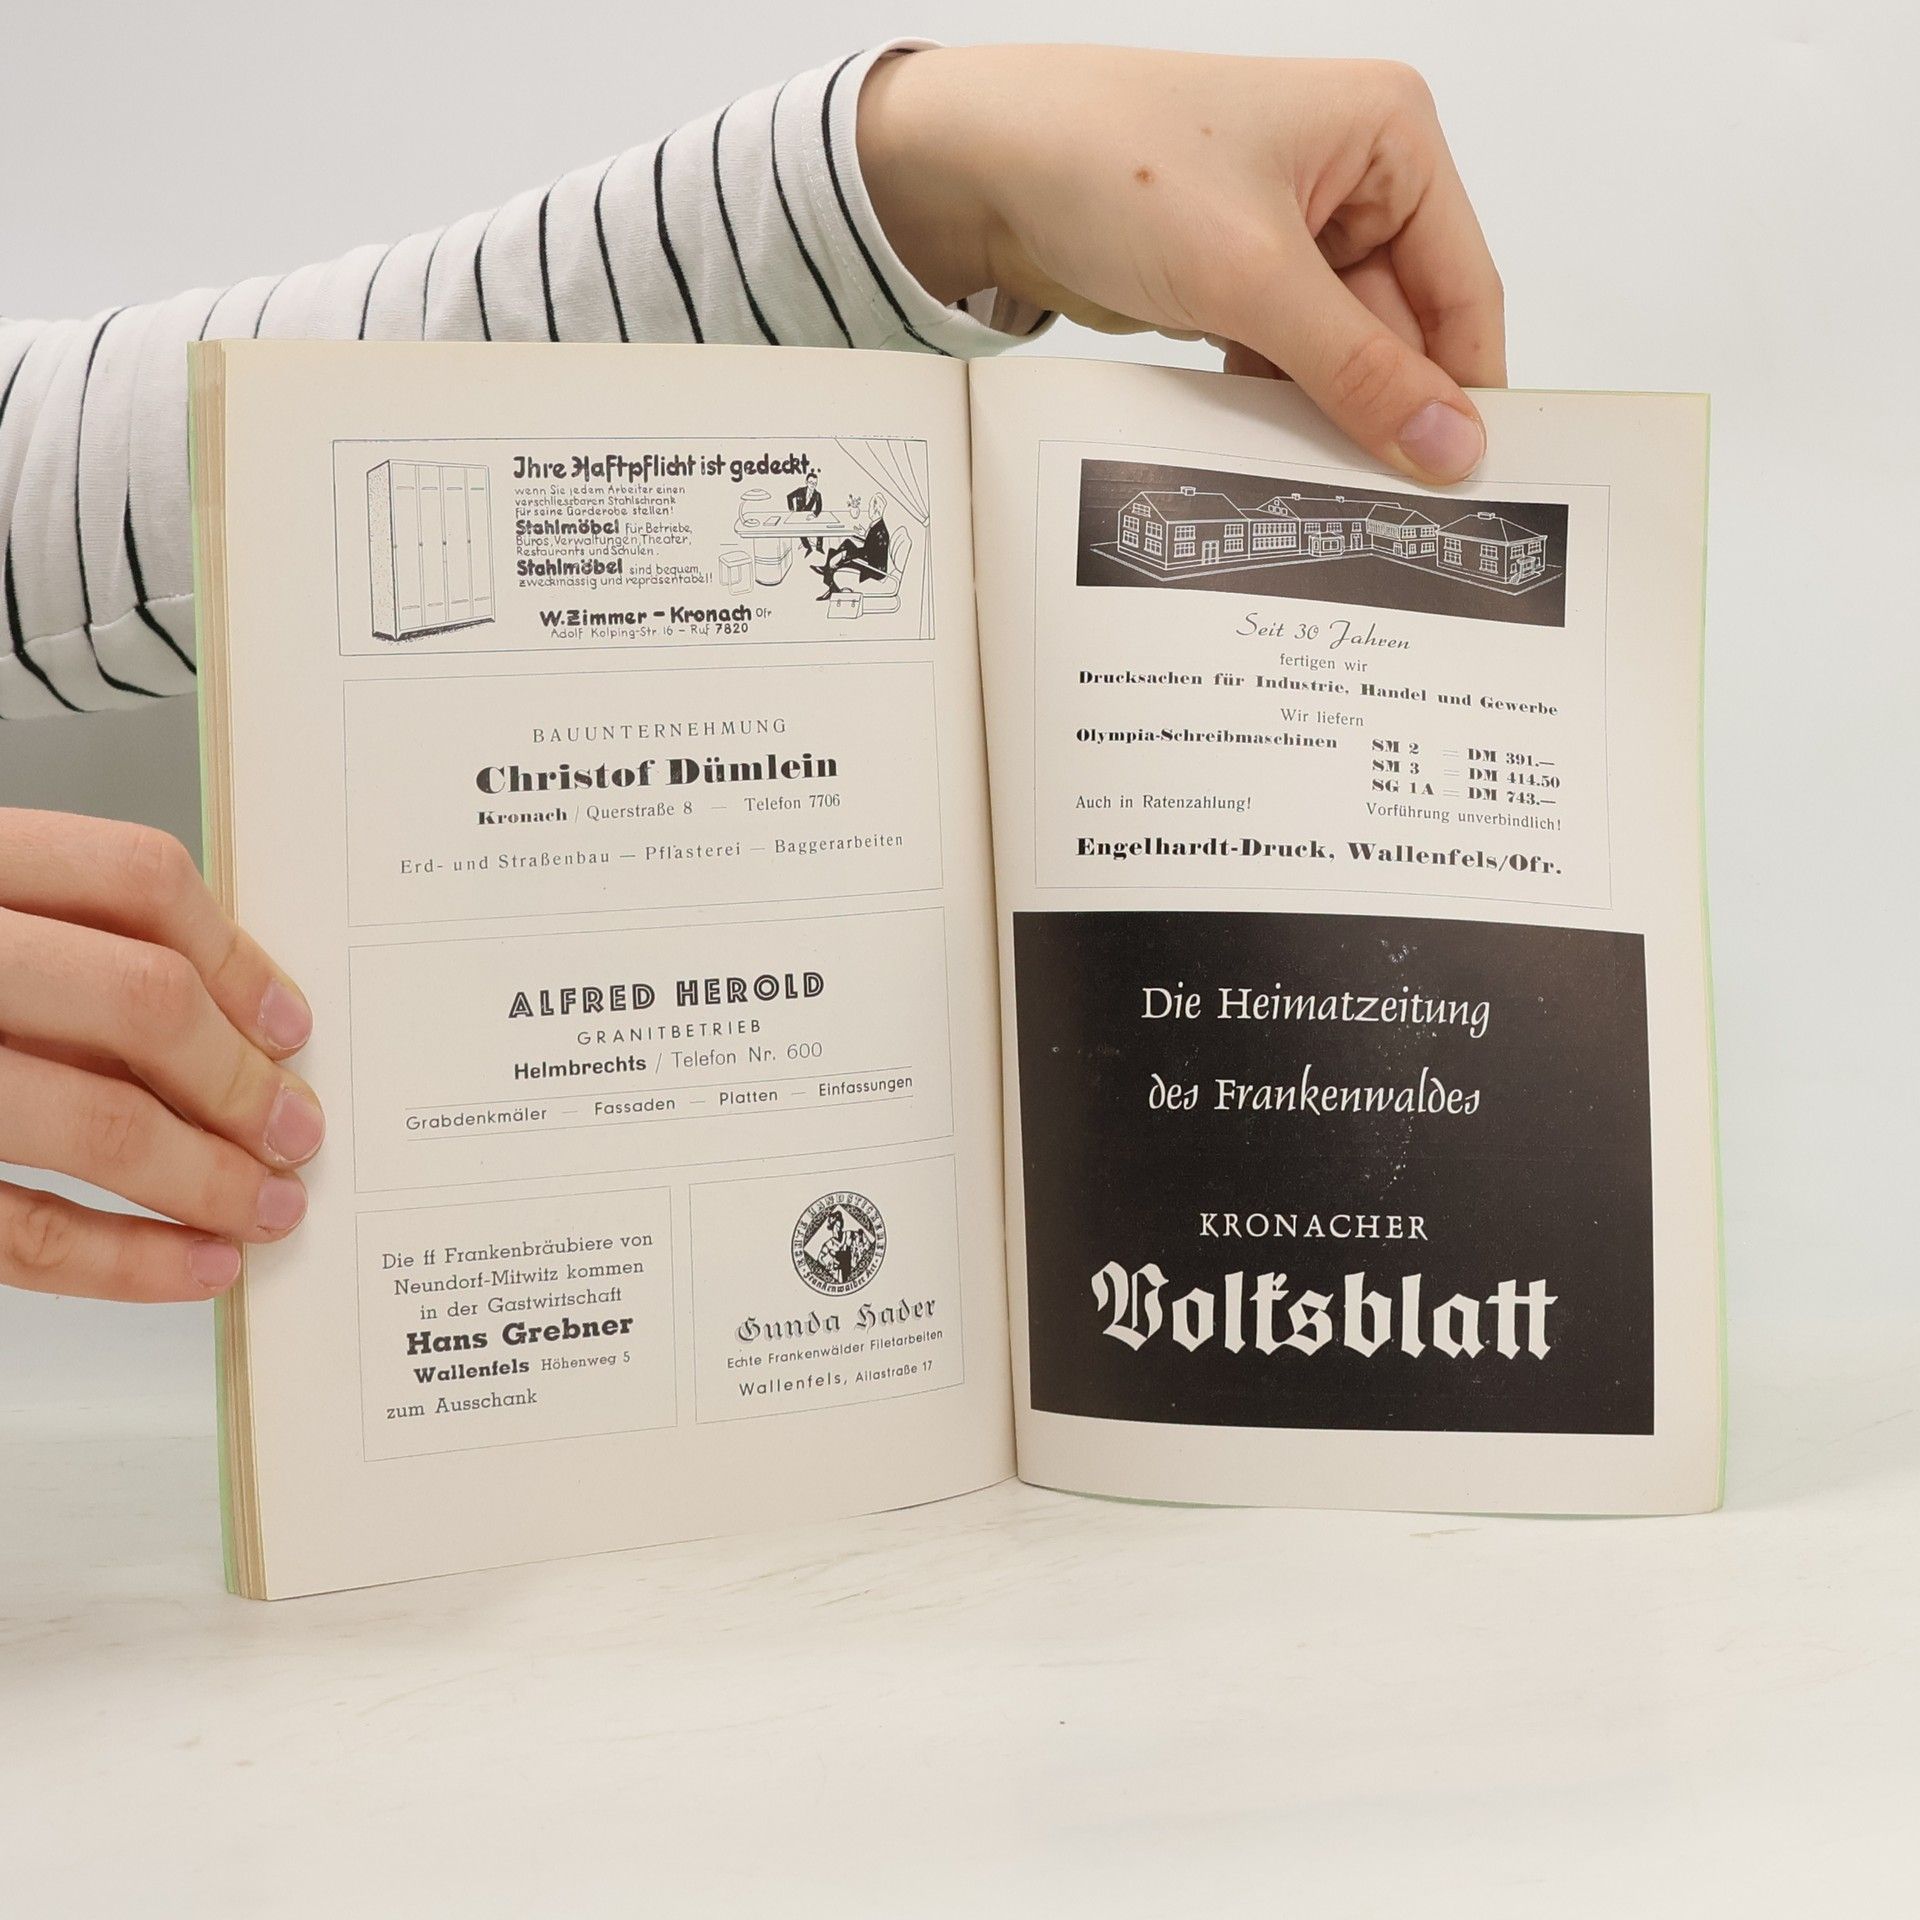 Ihre Haftpflicht ist gedeckt..
wenn Sie jedem Arbeiter einen
verschliessbaren Stahlschrank
für seine Garderobe stellen!
Stahlmöbel für Betriebe,
Büros, Verwaltungen, Theater,
Restaurants und Schulen.
Stahlmöbel sind bequem,
zweckmässig und repräsentabel!
W. Zimmer - Kronach Ofr
Adolf Kolping-Str. 16 - Ruf 7820
BAUUNTERNEHMUNG
Christof Dümlein
Kronach / Querstraße 8 — Telefon 7706
Erd- und Straßenbau — Pflasterei — Baggerarbeiten
ALFRED HEROLD
GRANITBETRIEB
Helmbrechts / Telefon Nr. 600
Grabdenkmäler — Fassaden — Platten — Einfassungen
Die ff Frankenbräubiere von
Neundorf-Mitwitz kommen
in der Gastwirtschaft
Hans Grebner
Wallenfels Höhenweg 5
zum Ausschank
ECHTE HANDSTICKEREI
Frankenwalder Art
Gunda Hader
Echte Frankenwälder Filetarbeiten
Wallenfels, Allastraße 17
Seit 30 Jahren
fertigen wir
Drucksachen für Industrie, Handel und Gewerbe
Wir liefern
Olympia-Schreibmaschinen SM 2 = DM 391.—
SM 3 = DM 414.50
SG 1 A = DM 743.—
Auch in Ratenzahlung! Vorführung unverbindlich!
Engelhardt-Druck, Wallenfels/Ofr.
Die Heimatzeitung
des Frankenwaldes
KRONACHER
Volksblatt